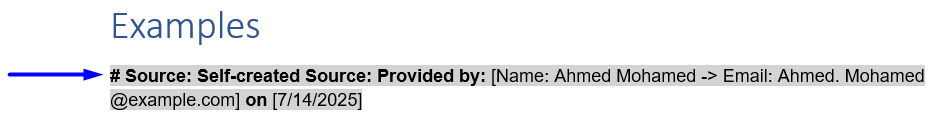 Examples
# Source: Self-created Source: Provided by: [Name: Ahmed Mohamed -> Email: Ahmed. Mohamed
@example.com] on [7/14/2025]